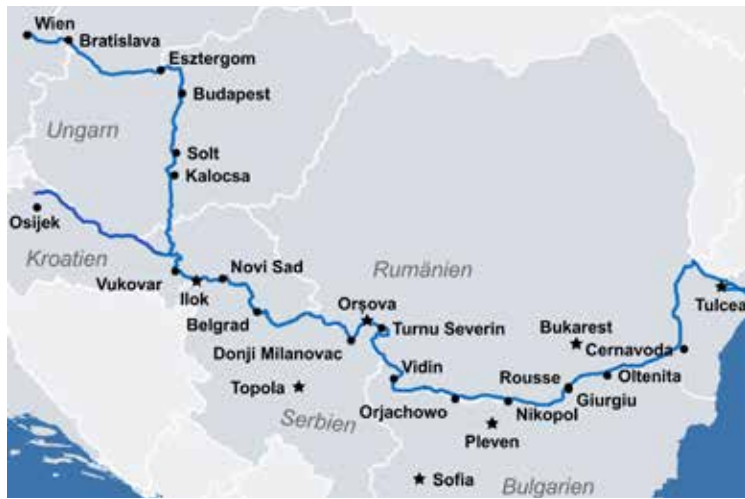 Wien
Bratislava
Esztergom
Budapest
Ungarn
Solt
Kalocsa
Osijek
Kroatien
Vukovar
Ilok
Novi Sad
Rumänien
Belgrad
Orşova
Turnu Severin
Tulcea
Donji Milanovac
Bukarest
Cernavoda
Vidin
Topola
Rousse
Oltenita
Orjachowo
Nikopol
Giurgiu
Serbien
Pleven
Sofia
Bulgarien